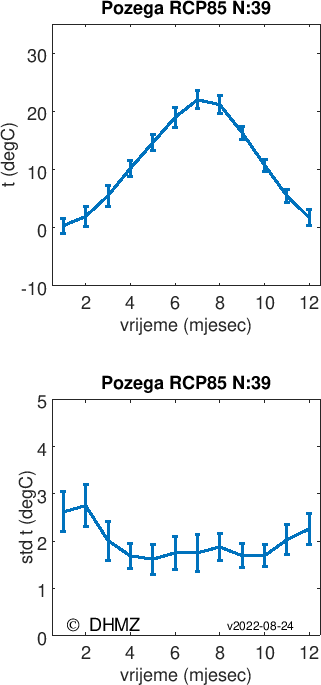 Pozega RCP85 N:39
30
20
10
0
-10
t (degC)
2 4 6 8 10 12
vrijeme (mjesec)
Pozega RCP85 N:39
5
4
3
2
1
0
std t (degC)
© DHMZ v2022-08-24
2 4 6 8 10 12
vrijeme (mjesec)